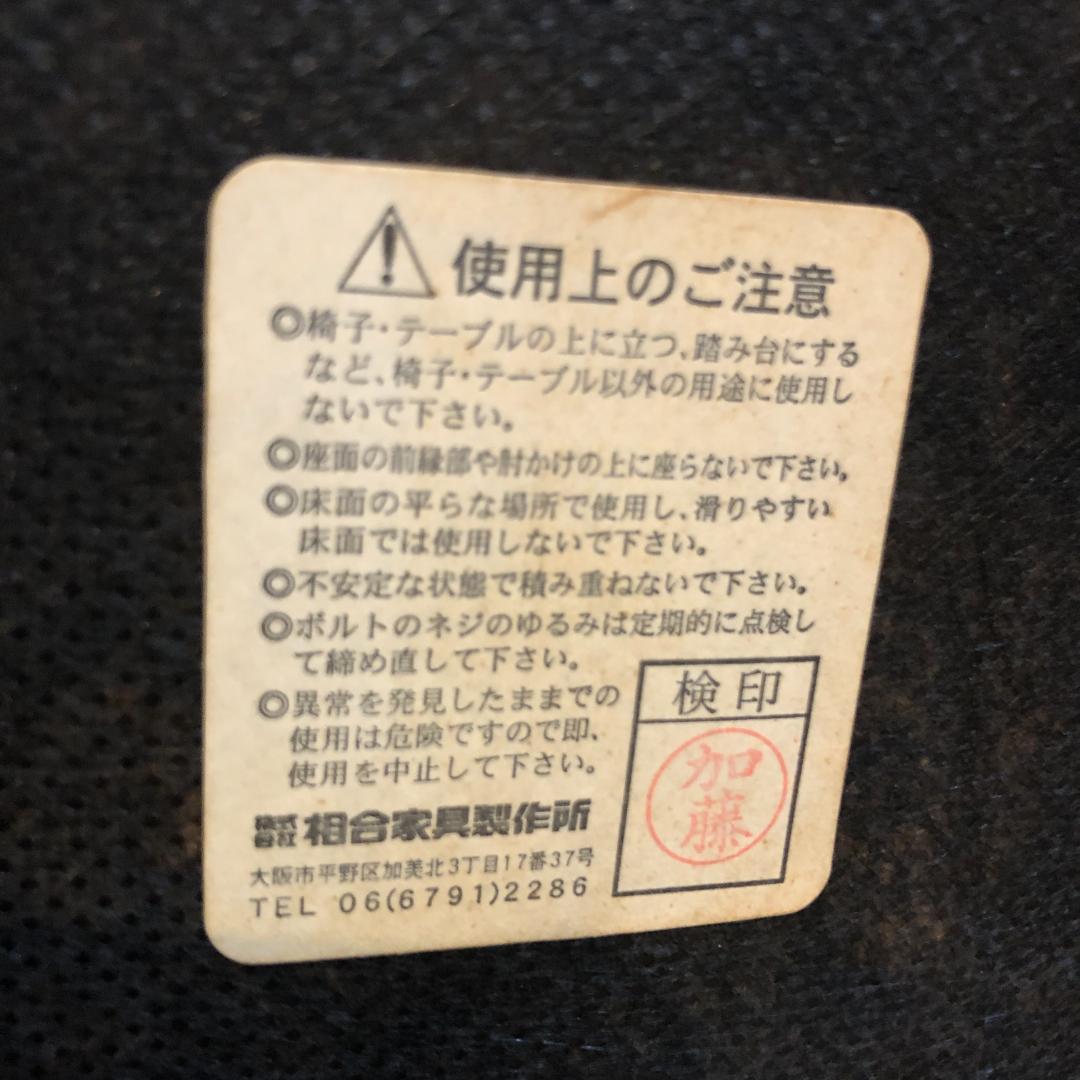 使用上のご注意
◎椅子・テーブルの上に立つ、踏み台にする
など、椅子・テーブル以外の用途に使用し
ないで下さい。
◎座面の前縁部や肘かけの上に座らないで下さい。
◎床面の平らな場所で使用し、滑りやすい
床面では使用しないで下さい。
◎不安定な状態で積み重ねないで下さい。
◎ボルトのネジのゆるみは定期的に点検し
て締め直して下さい。
◎異常を発見したままでの
使用は危険ですので即、
使用を中止して下さい。
株式会社 相合家具製作所
大阪市平野区加美北3丁目17番37号
TEL 06(6791)2286
検印
加藤